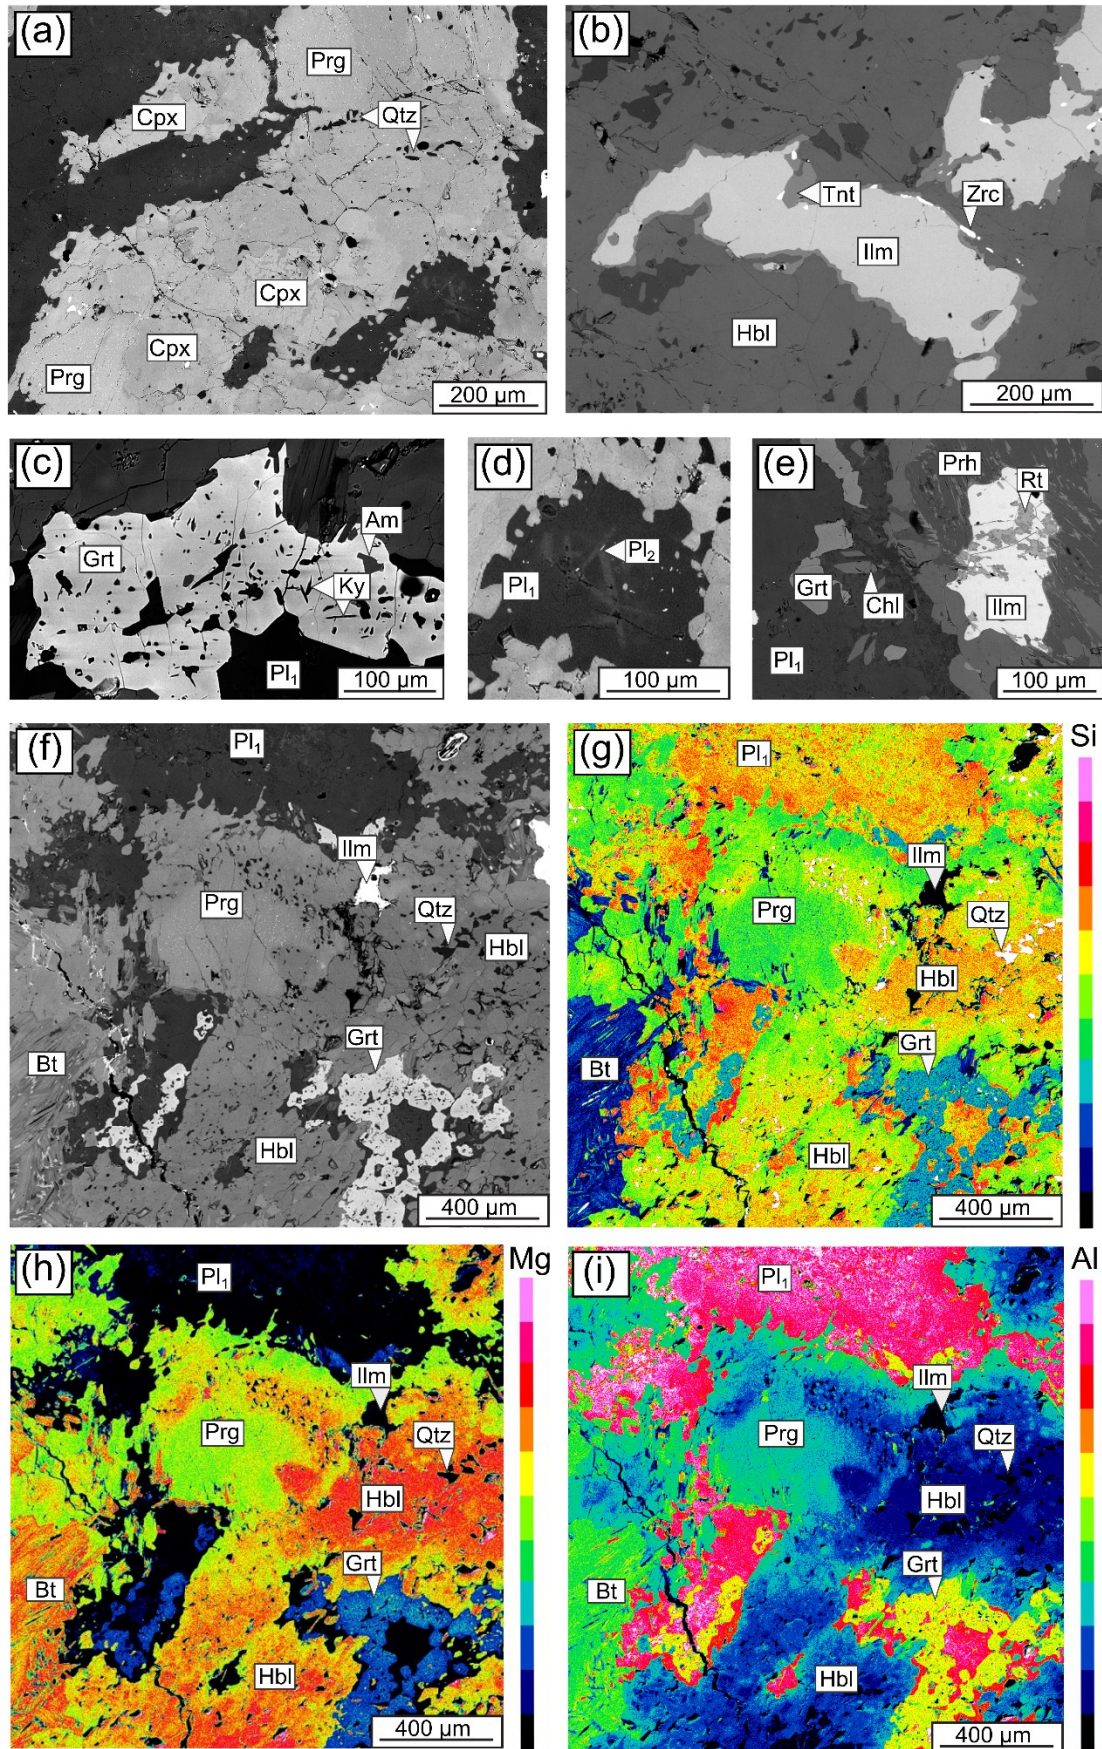 (a)
Prg
Cpx
Qtz
Cpx
Cpx
Prg
200 µm
(b)
Tnt
Zrc
Ilm
Hbl
200 µm
(c)
Am
Grt
Ky
Pl1
100 µm
(d)
Pl2
Pl1
100 µm
(e)
Prh
Rt
Grt
Chl
Ilm
Pl1
100 µm
(f)
Pl1
Ilm
Prg
Qtz
Hbl
Grt
Bt
Hbl
400 µm
(g)
Si
Pl1
Ilm
Prg
Qtz
Hbl
Grt
Bt
Hbl
400 µm
(h)
Mg
Pl1
Ilm
Prg
Qtz
Hbl
Grt
Bt
Hbl
400 µm
(i)
Al
Pl1
Ilm
Prg
Qtz
Hbl
Grt
Bt
Hbl
400 µm